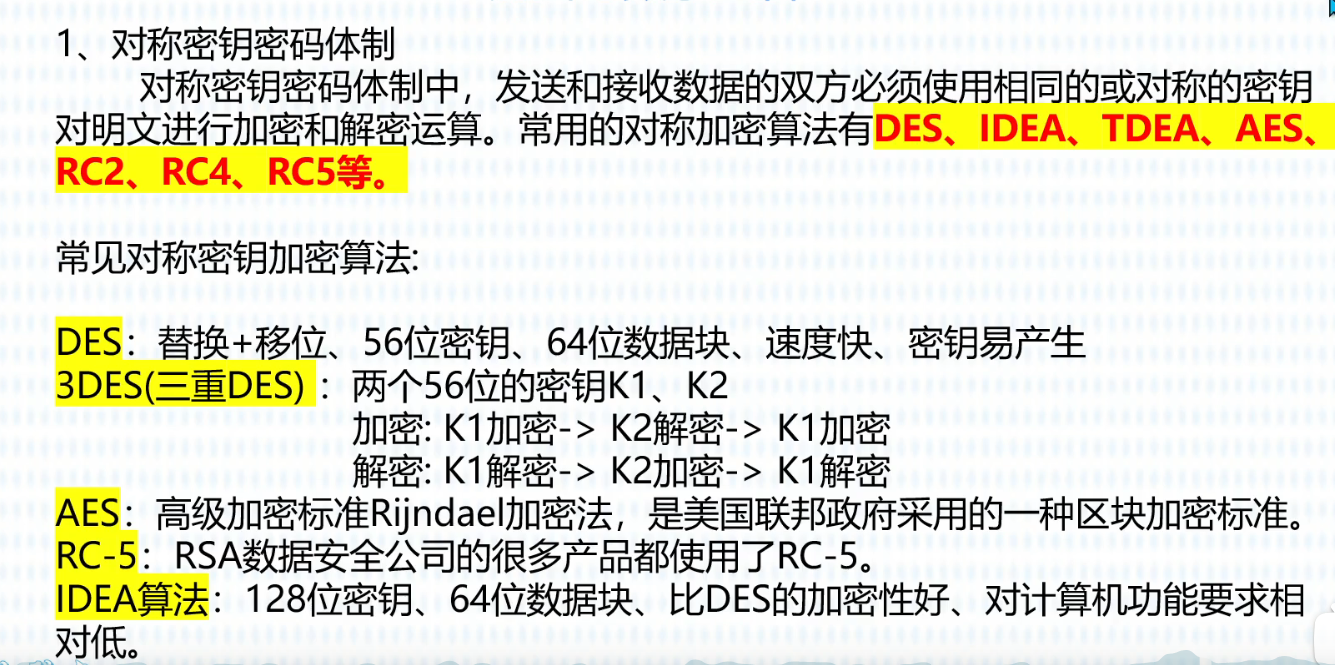 1、对称密钥密码体制
对称密钥密码体制中，发送和接收数据的双方必须使用相同的或对称的密钥
对明文进行加密和解密运算。常用的对称加密算法有DES、IDEA、TDEA、AES、
RC2、RC4、RC5等。
常见对称密钥加密算法:
DES：替换+移位、56位密钥、64位数据块、速度快、密钥易产生
3DES(三重DES) ：两个56位的密钥K1、K2
加密: K1加密-> K2解密-> K1加密
解密: K1解密-> K2加密-> K1解密
AES：高级加密标准Rijndael加密法，是美国联邦政府采用的一种区块加密标准。
RC-5：RSA数据安全公司的很多产品都使用了RC-5。
IDEA算法：128位密钥、64位数据块、比DES的加密性好、对计算机功能要求相
对低。